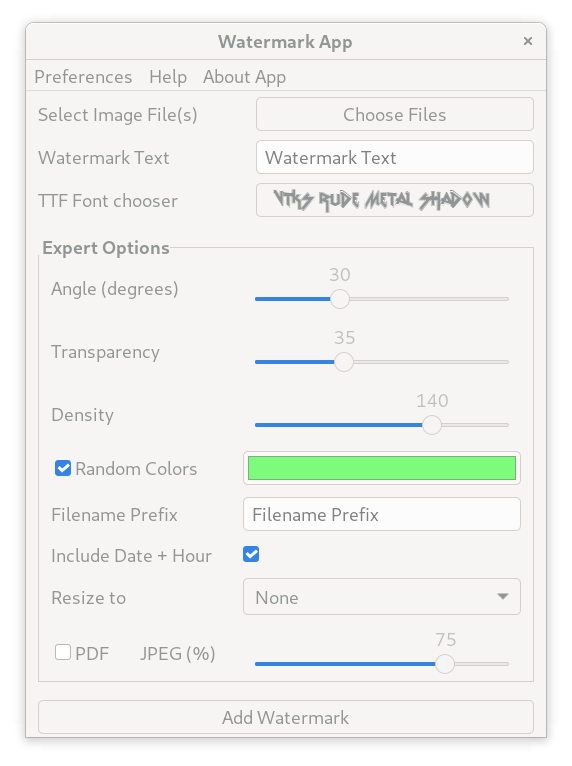 Watermark App ×
Preferences Help About App
Select Image File(s) Choose Files
Watermark Text Watermark Text
TTF Font chooser Vtks Rude Metal Shadow
Expert Options
30
Angle (degrees)
35
Transparency
140
Density
Random Colors
Filename Prefix Filename Prefix
Include Date + Hour
Resize to None
75
PDF JPEG (%)
Add Watermark